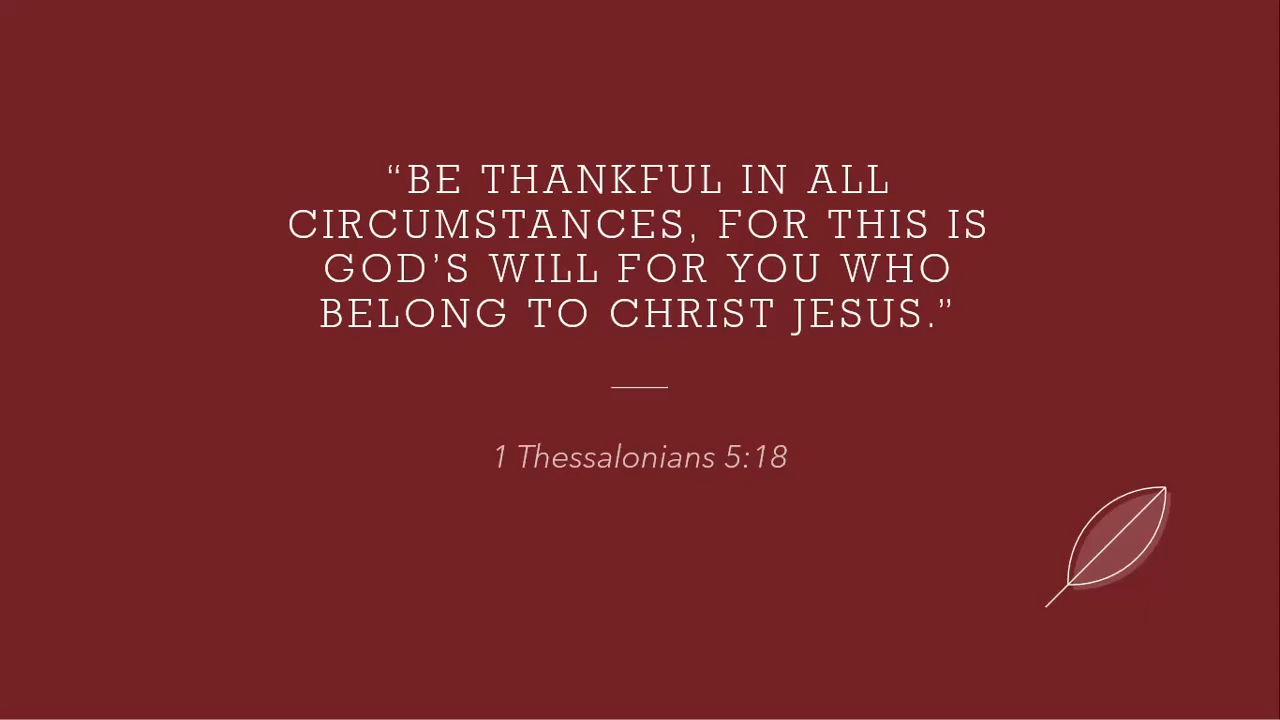 “BE THANKFUL IN ALL
CIRCUMSTANCES, FOR THIS IS
GOD’S WILL FOR YOU WHO
BELONG TO CHRIST JESUS.”
1 Thessalonians 5:18